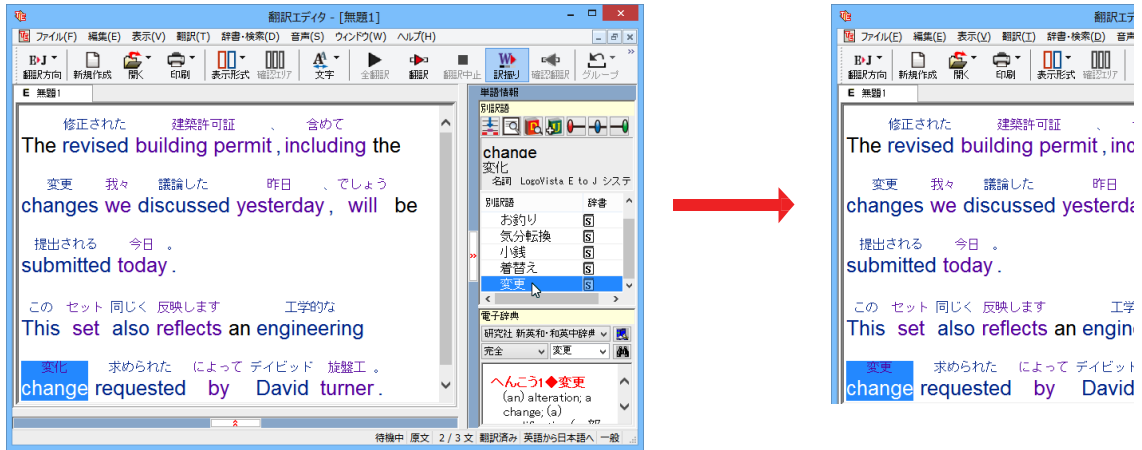 翻訳エディタ - [無題1]
ファイル(F) 編集(E) 表示(V) 翻訳(T) 辞書・検索(D) 音声(S) ウィンドウ(W) ヘルプ(H)
翻訳方向 新規作成 開く 印刷 表示形式 確認エリア 文字 全翻訳 翻訳 翻訳中止 訳振り 確認翻訳 グループ
E 無題1
修正された 建築許可証 、 含めて
The revised building permit , including the
変更 我々 議論した 昨日 、 でしょう
changes we discussed yesterday , will be
提出される 今日 。
submitted today .
この セット 同じく 反映します 工学的な
This set also reflects an engineering
変化 求められた によって デイビッド 旋盤工 。
change requested by David turner .
単語情報
別訳語
change
変化
名詞 LogoVista E to J システ
別訳語 辞書
お釣り S
気分転換 S
小銭 S
着替え S
変更 S
電子辞典
研究社 新英和・和英中辞典
完全 変更
へんこう1◆変更
(an) alteration; a
change; (a)
待機中 原文 2 / 3 文 翻訳済み 英語から日本語へ 一般
翻訳エデ
ファイル(F) 編集(E) 表示(V) 翻訳(T) 辞書・検索(D) 音声
翻訳方向 新規作成 開く 印刷 表示形式 確認エリア
E 無題1
修正された 建築許可証 、
The revised building permit , inc
変更 我々 議論した 昨日
changes we discussed yesterda
提出される 今日 。
submitted today .
この セット 同じく 反映します 工学
This set also reflects an engine
変更 求められた によって デイビット
change requested by David